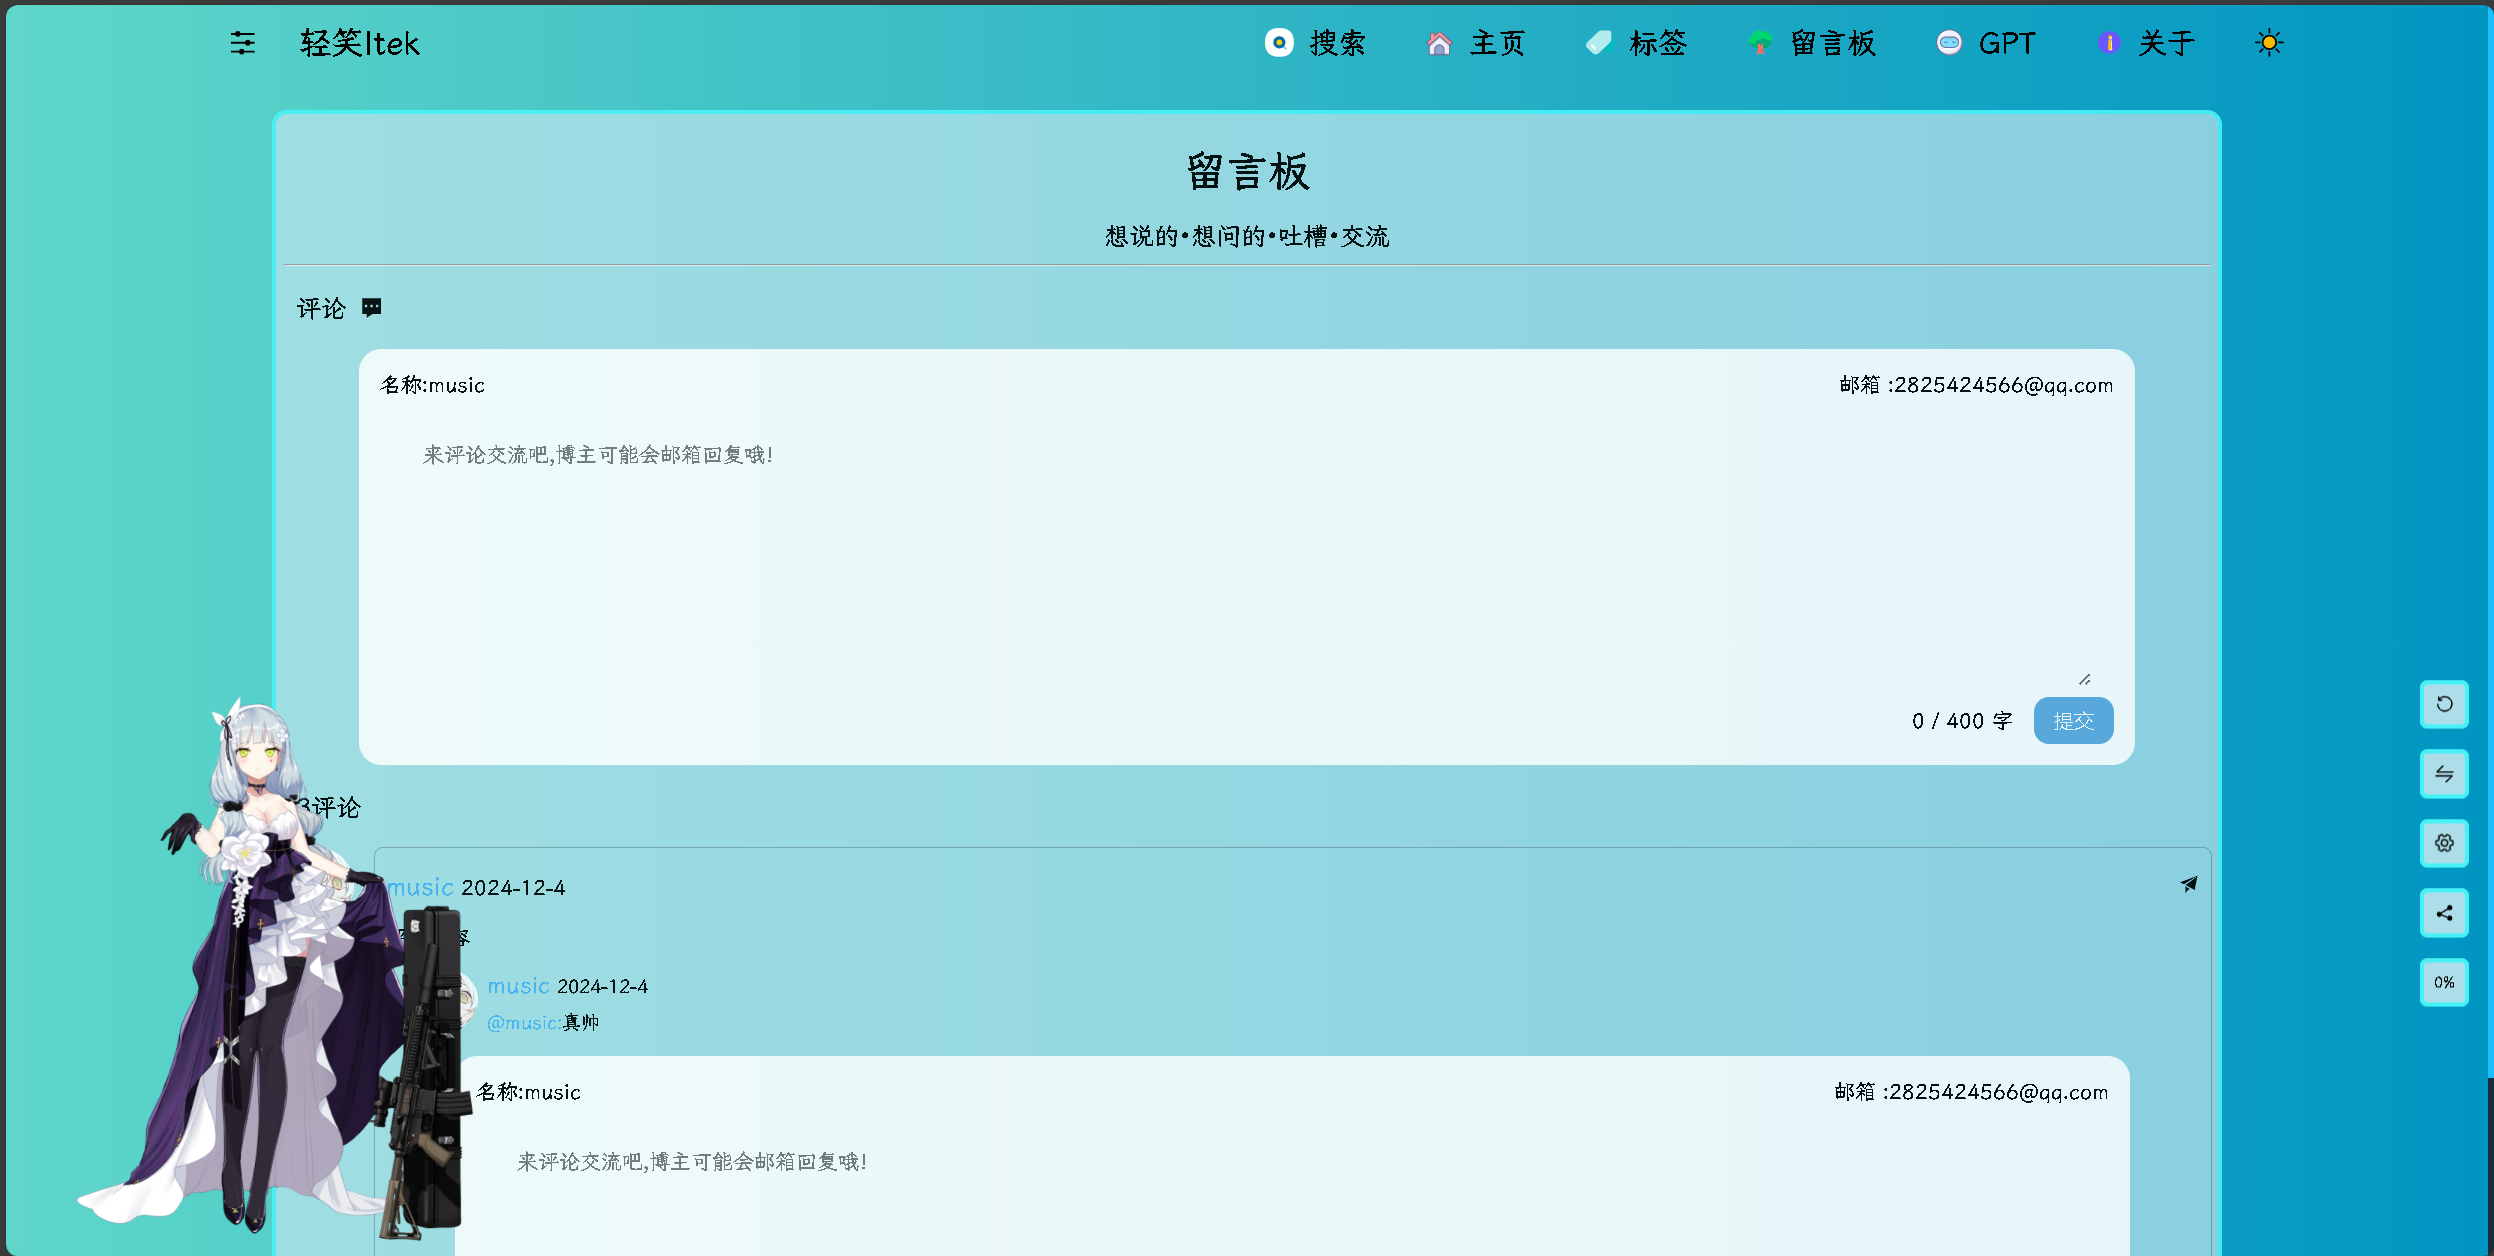 轻笑Itek
搜索 主页 标签 留言板 GPT 关于
留言板
想说的•想问的•吐槽•交流
评论
名称:music 邮箱 :2825424566@qq.com
来评论交流吧,博主可能会邮箱回复哦!
0 / 400 字 提交
3评论
music 2024-12-4
容
music 2024-12-4
@music:真帅
名称:music 邮箱 :2825424566@qq.com
来评论交流吧,博主可能会邮箱回复哦!
0%